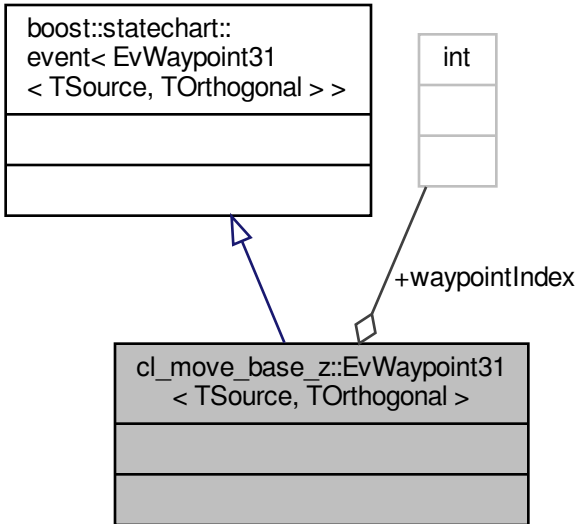 boost::statechart::
event< EvWaypoint31
< TSource, TOrthogonal > >
int
+waypointIndex
cl_move_base_z::EvWaypoint31
< TSource, TOrthogonal >